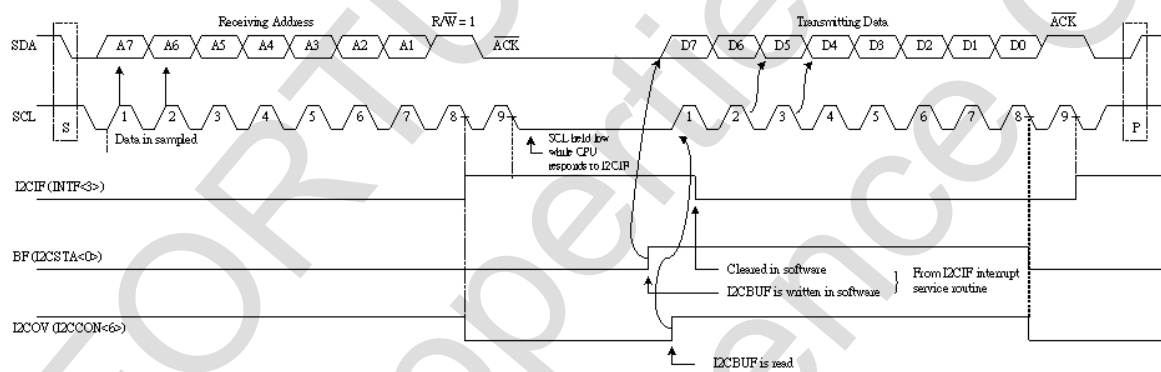 Receiving Address R/W̅ = 1 Transmitting Data A̅C̅K̅
SDA A7 A6 A5 A4 A3 A2 A1 A̅C̅K̅ D7 D6 D5 D4 D3 D2 D1 D0
SCL S 1 2 3 4 5 6 7 8 9 1 2 3 4 5 6 7 8 9 P
Data in sampled
SCL held low
while CPU
responds to I2CIF
I2CIF (INTF<3>)
BF (I2CSTA<0>)
Cleared in software
I2CBUF is written in software
From I2CIF interrupt
service routine
I2COV (I2CCON<6>)
I2CBUF is read